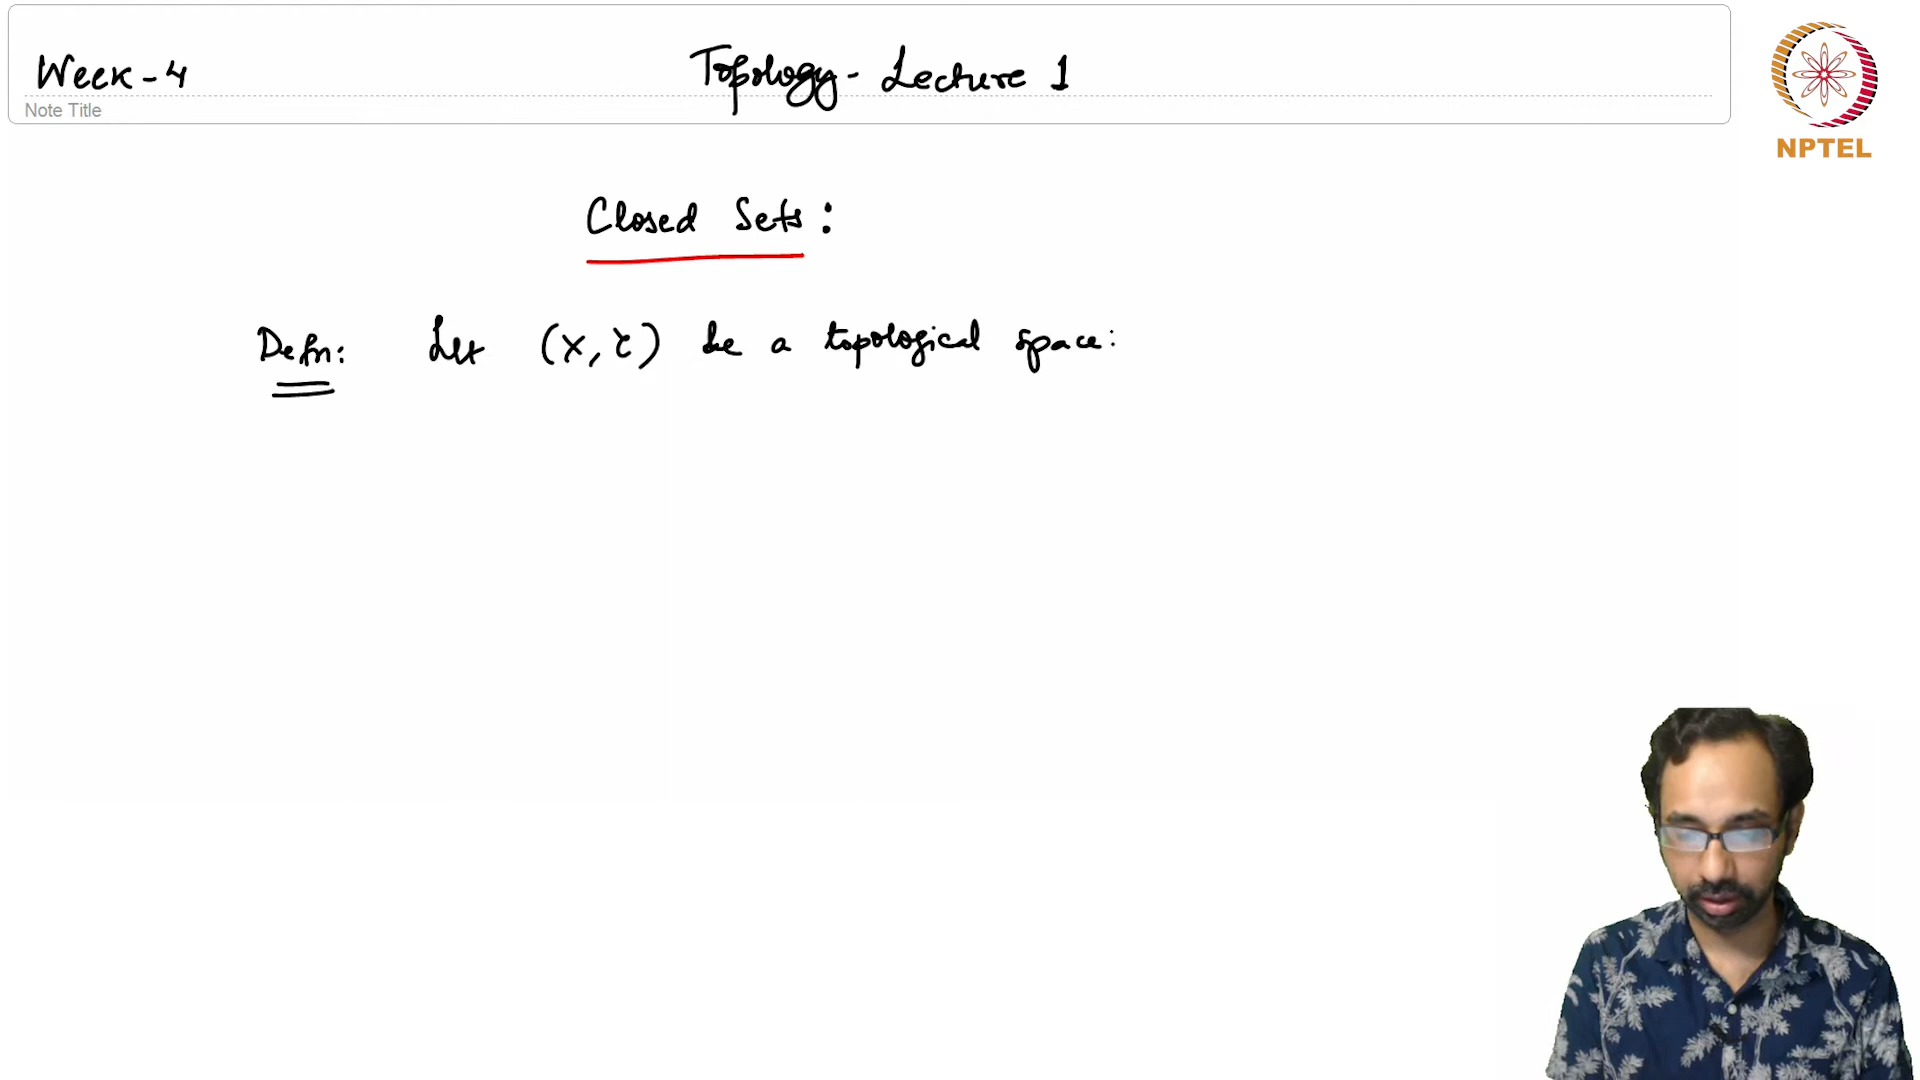 Week-4
Topology - Lecture 1
Note Title
NPTEL
Closed Sets:
Defn: Let (X, τ) be a topological space: